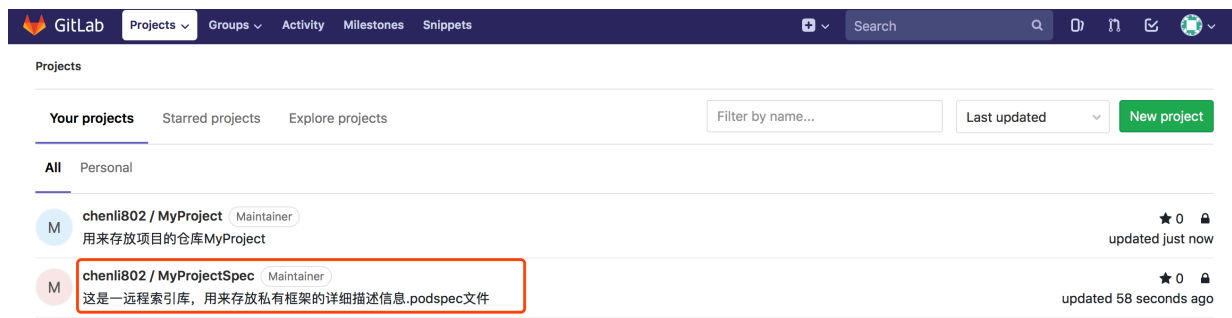 GitLab Projects Groups Activity Milestones Snippets Search
Projects
Your projects Starred projects Explore projects Filter by name... Last updated New project
All Personal
M chenli802 / MyProject Maintainer 0
用来存放项目的仓库MyProject updated just now
M chenli802 / MyProjectSpec Maintainer 0
这是一远程索引库，用来存放私有框架的详细描述信息.podspec文件 updated 58 seconds ago